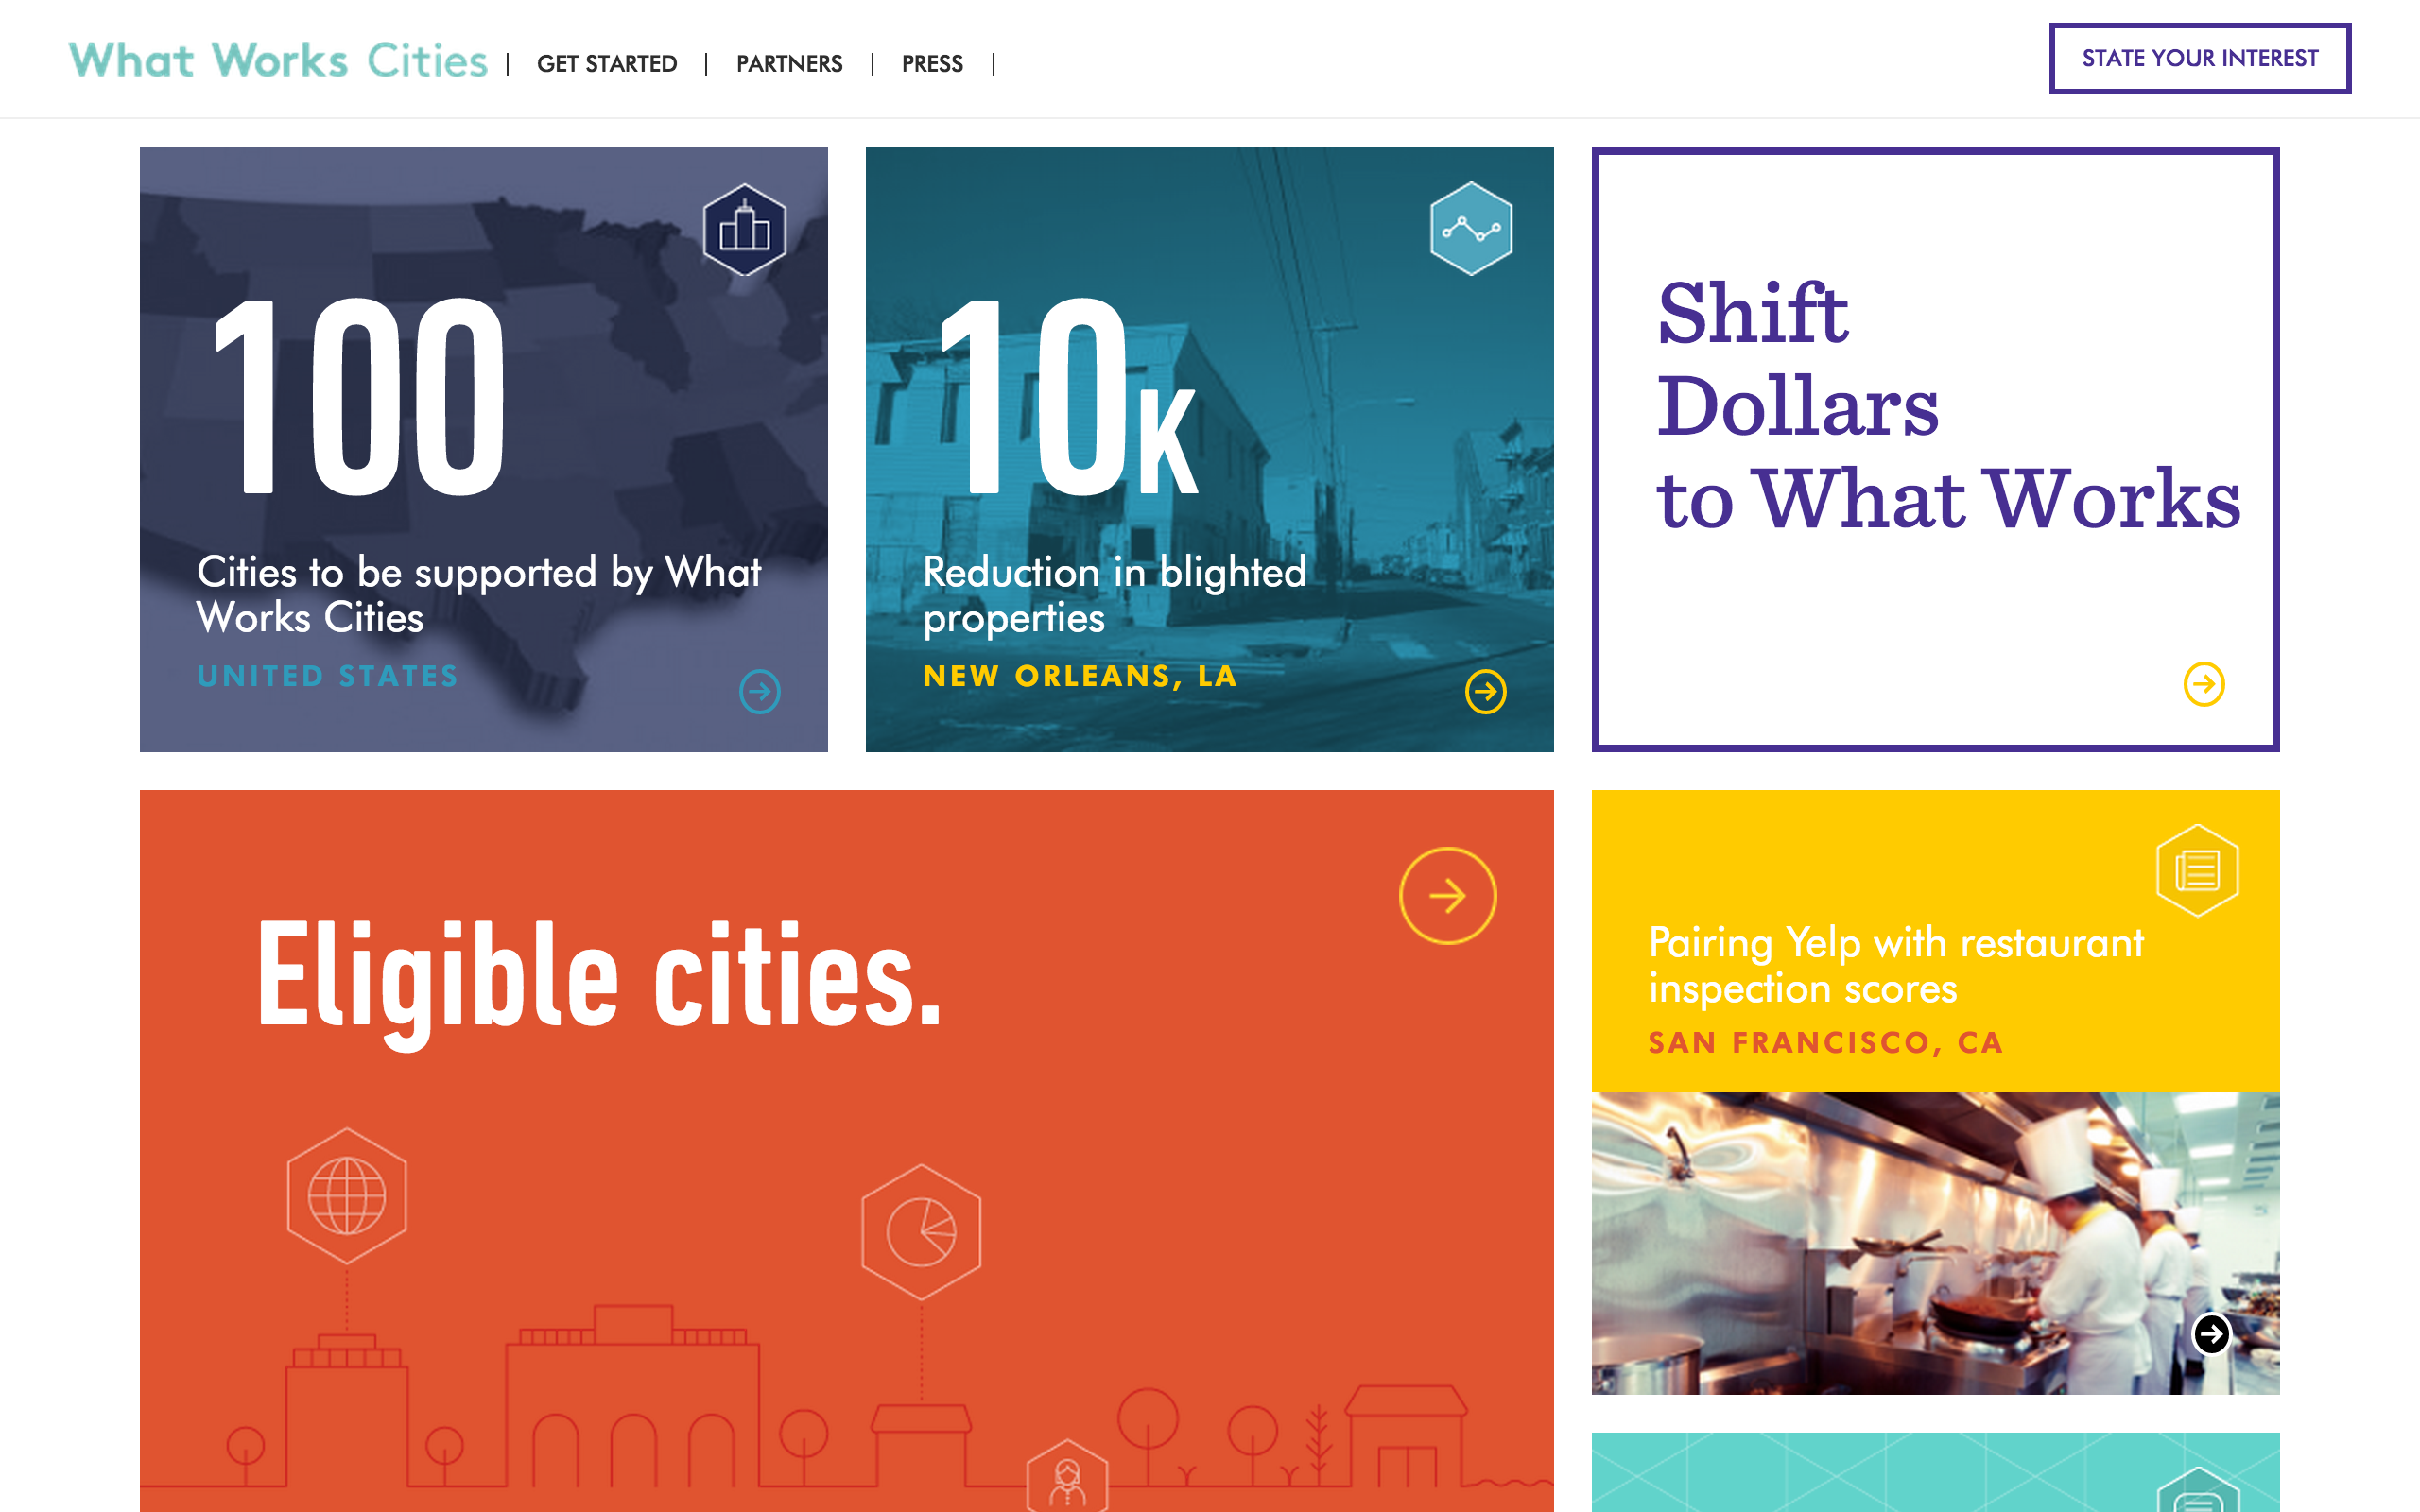 What Works Cities | GET STARTED | PARTNERS | PRESS |
STATE YOUR INTEREST
100
Cities to be supported by What
Works Cities
UNITED STATES
10K
Reduction in blighted
properties
NEW ORLEANS, LA
Shift
Dollars
to What Works
Eligible cities.
Pairing Yelp with restaurant
inspection scores
SAN FRANCISCO, CA